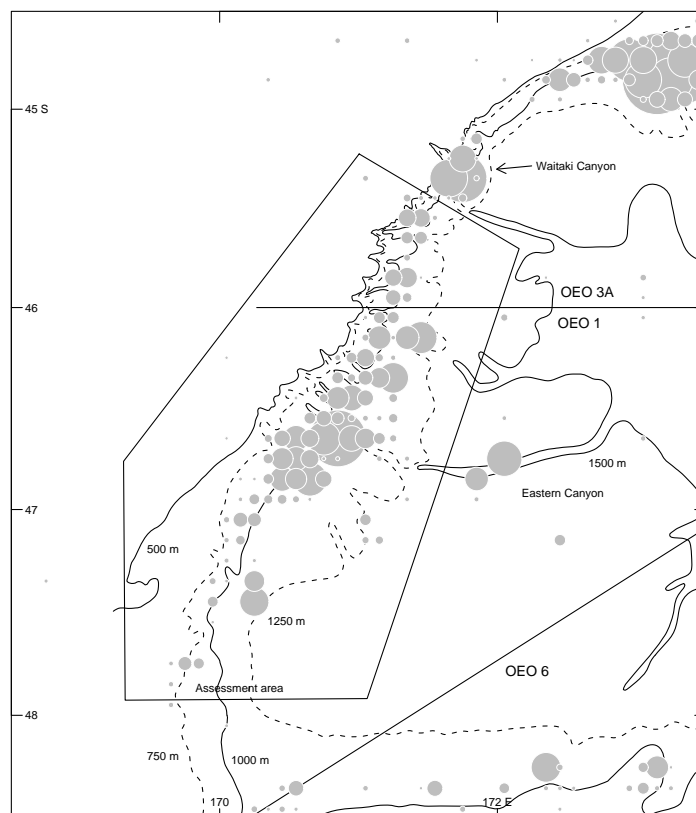 45 S
Waitaki Canyon
OEO 3A
46
OEO 1
1500 m
Eastern Canyon
47
500 m
1250 m
OEO 6
Assessment area
48
750 m
1000 m
170
172 E